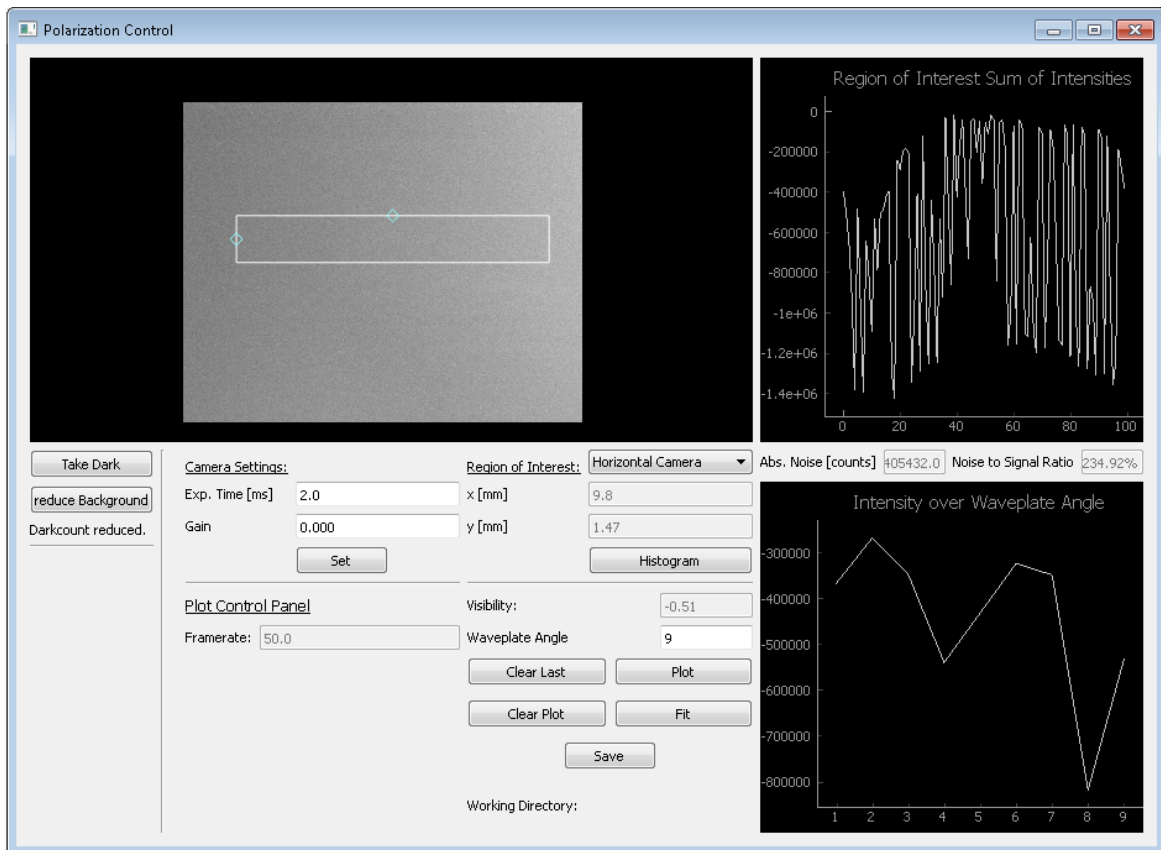 Polarization Control
Region of Interest Sum of Intensities
0
-200000
-400000
-600000
-800000
-1e+06
-1.2e+06
-1.4e+06
0 20 40 60 80 100
Take Dark
reduce Background
Darkcount reduced.
Camera Settings:
Exp. Time [ms] 2.0
Gain 0.000
Set
Region of Interest: Horizontal Camera
x [mm] 9.8
y [mm] 1.47
Histogram
Abs. Noise [counts] 405432.0 Noise to Signal Ratio 234.92%
Plot Control Panel
Framerate: 50.0
Visibility: -0.51
Waveplate Angle 9
Clear Last Plot
Clear Plot Fit
Save
Working Directory:
Intensity over Waveplate Angle
-300000
-400000
-500000
-600000
-700000
-800000
1 2 3 4 5 6 7 8 9